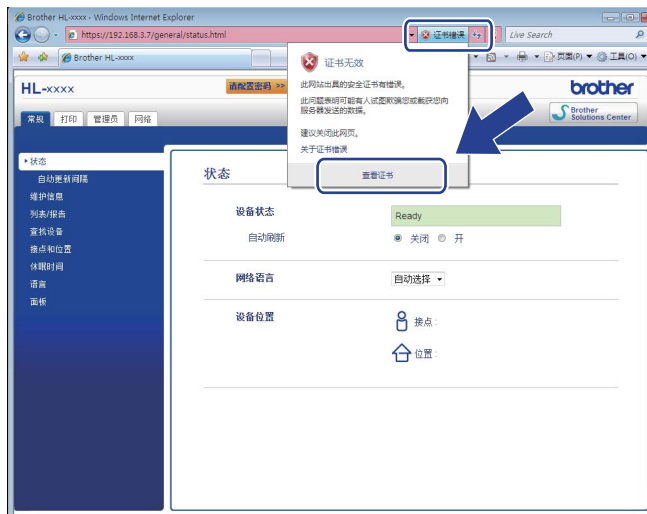 Brother HL-xxxx - Windows Internet Explorer
https://192.168.3.7/general/status.html
证书错误
Live Search
Brother HL-xxxx
页面(P)
工具(O)
证书无效
此网站出具的安全证书有错误。
此问题表明可能有人试图欺骗您或截获您向
服务器发送的数据。
建议关闭此网页。
关于证书错误
查看证书
HL-xxxx
请配置密码 >>
brother
常规
打印
管理员
网络
Brother
Solutions Center
状态
自动更新间隔
维护信息
列表/报告
查找设备
接点和位置
休眠时间
语言
面板
状态
设备状态
Ready
自动刷新
关闭
开
网络语言
自动选择
设备位置
接点:
位置: